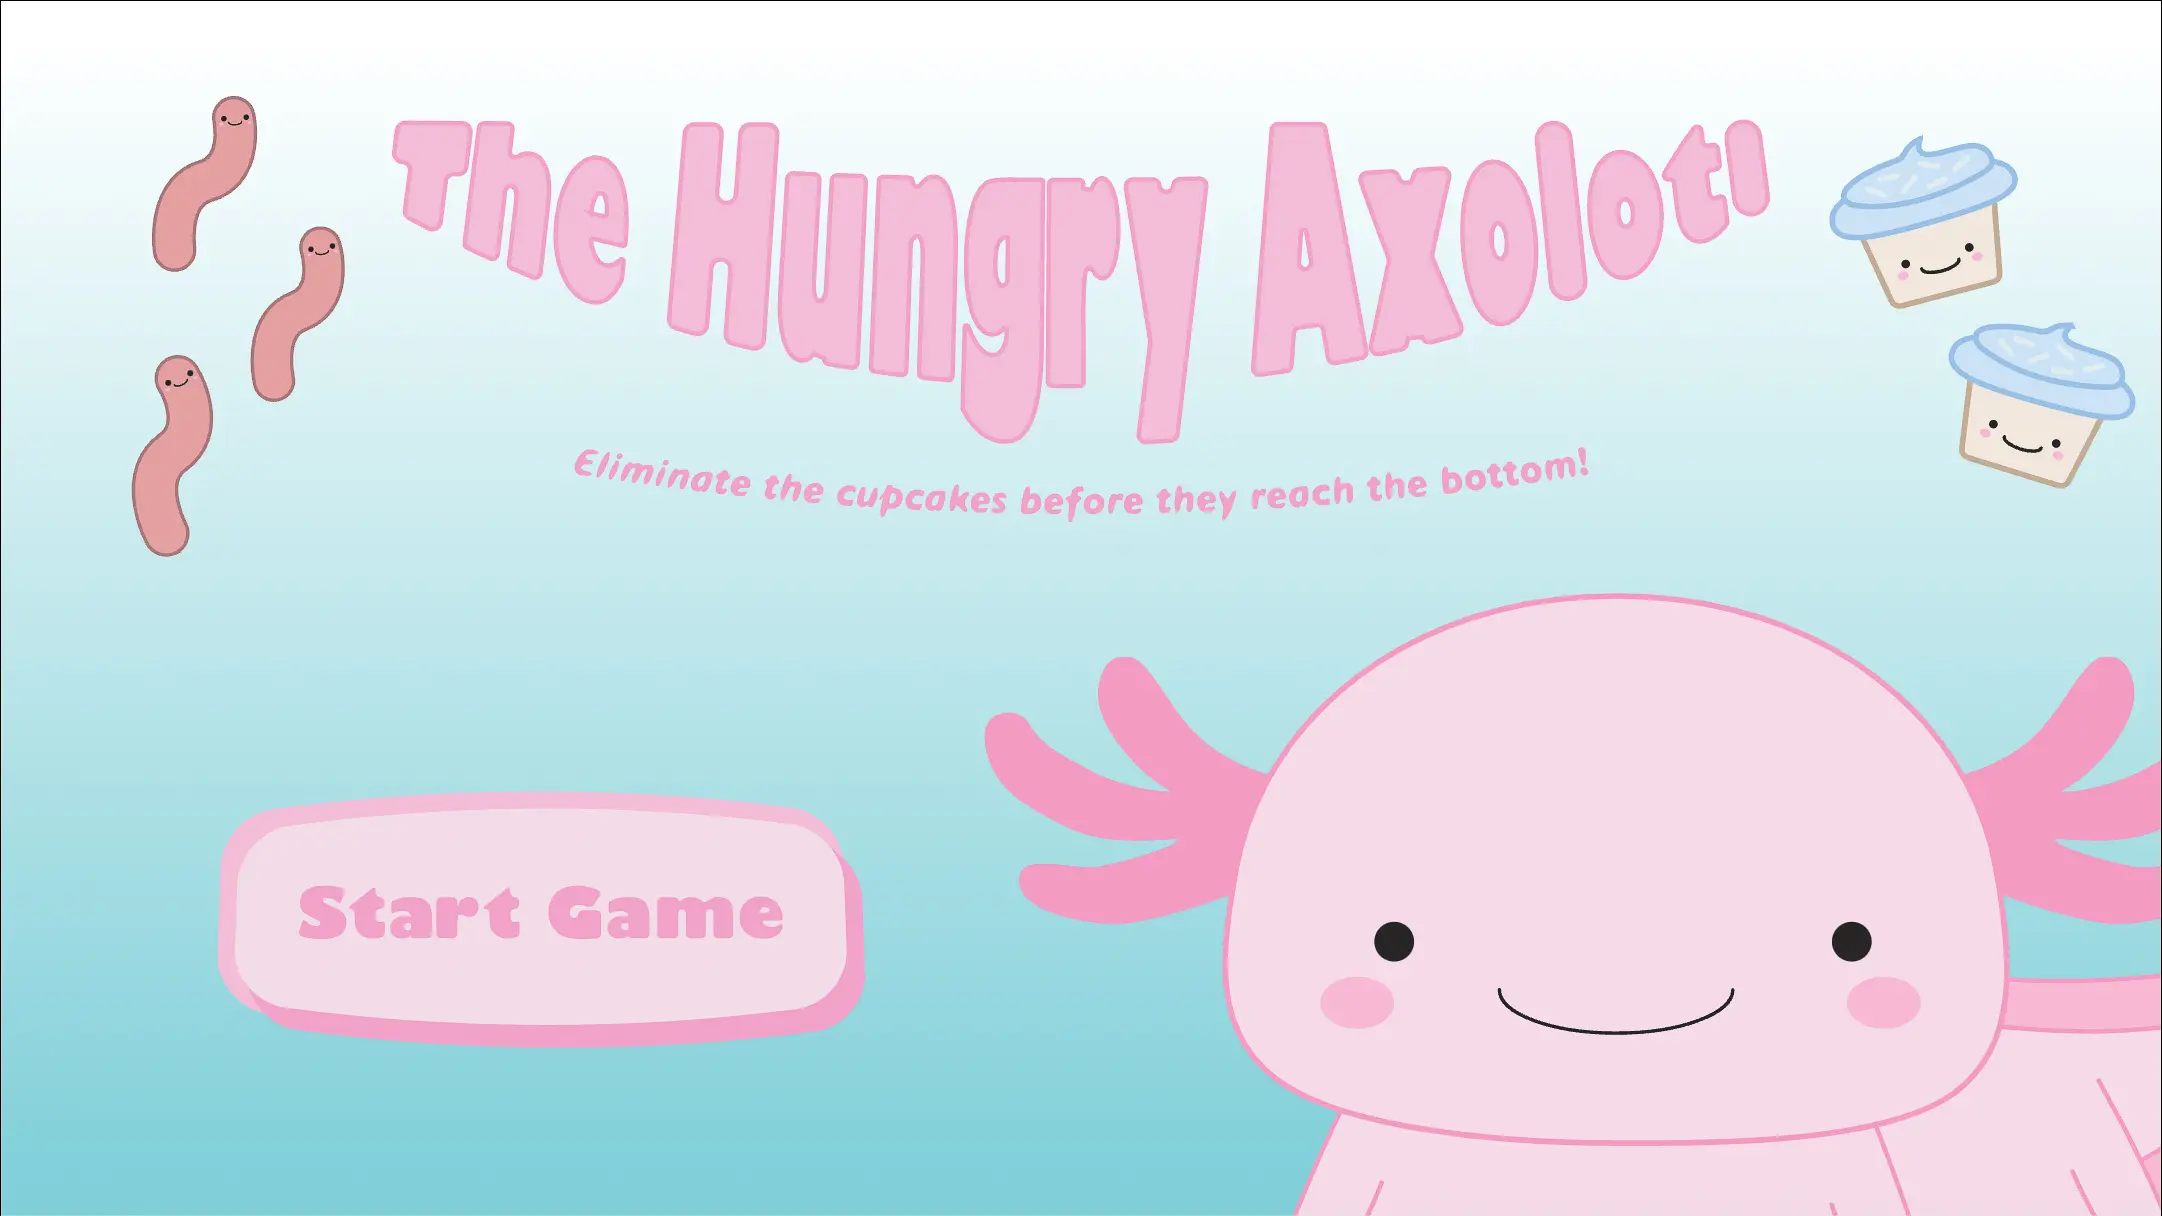 The Hungry Axolotl
Eliminate the cupcakes before they reach the bottom!
Start Game